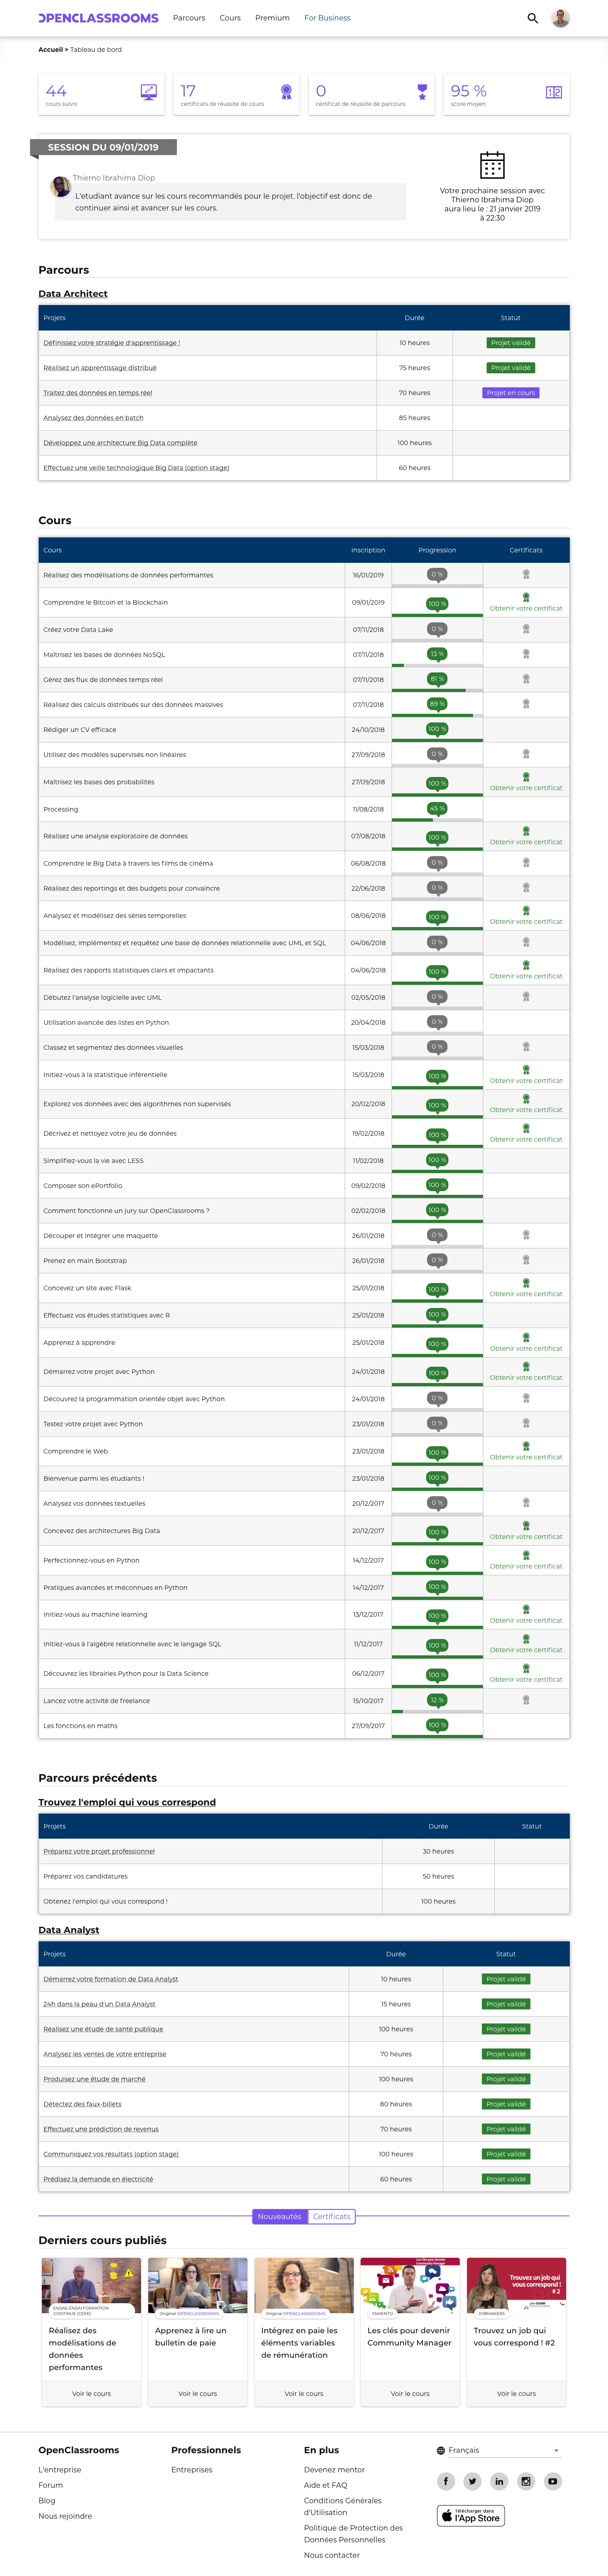 OPENCLASSROOMS Parcours Cours Premium For Business
Accueil > Tableau de bord
44
cours suivis
17
certificats de réussite de cours
0
certificat de réussite de parcours
95 %
score moyen
SESSION DU 09/01/2019
Thierno Ibrahima Diop
L'etudiant avance sur les cours recommandés pour le projet. l'objectif est donc de
continuer ainsi et avancer sur les cours.
Votre prochaine session avec
Thierno Ibrahima Diop
aura lieu le : 21 janvier 2019
à 22:30
Parcours
Data Architect
Projets Durée Statut
Définissez votre stratégie d'apprentissage ! 10 heures Projet validé
Réalisez un apprentissage distribué 75 heures Projet validé
Traitez des données en temps réel 70 heures Projet en cours
Analysez des données en batch 85 heures
Développez une architecture Big Data complète 100 heures
Effectuez une veille technologique Big Data (option stage) 60 heures
Cours
Cours Inscription Progression Certificats
Réalisez des modélisations de données performantes 16/01/2019 0 %
Comprendre le Bitcoin et la Blockchain 09/01/2019 100 % Obtenir votre certificat
Créez votre Data Lake 07/11/2018 0 %
Maîtrisez les bases de données NoSQL 07/11/2018 13 %
Gérez des flux de données temps réel 07/11/2018 81 %
Réalisez des calculs distribués sur des données massives 07/11/2018 89 %
Rédiger un CV efficace 24/10/2018 100 %
Utilisez des modèles supervisés non linéaires 27/09/2018 0 %
Maîtrisez les bases des probabilités 27/09/2018 100 % Obtenir votre certificat
Processing 11/08/2018 45 %
Réalisez une analyse exploratoire de données 07/08/2018 100 % Obtenir votre certificat
Comprendre le Big Data à travers les films de cinéma 06/08/2018 0 %
Réalisez des reportings et des budgets pour convaincre 22/06/2018 0 %
Analysez et modélisez des séries temporelles 08/06/2018 100 % Obtenir votre certificat
Modélisez, implémentez et requêtez une base de données relationnelle avec UML et SQL 04/06/2018 0 %
Réalisez des rapports statistiques clairs et impactants 04/06/2018 100 % Obtenir votre certificat
Débutez l'analyse logicielle avec UML 02/05/2018 0 %
Utilisation avancée des listes en Python 20/04/2018 0 %
Classez et segmentez des données visuelles 15/03/2018 0 %
Initiez-vous à la statistique inférentielle 15/03/2018 100 % Obtenir votre certificat
Explorez vos données avec des algorithmes non supervisés 20/02/2018 100 % Obtenir votre certificat
Décrivez et nettoyez votre jeu de données 19/02/2018 100 % Obtenir votre certificat
Simplifiez-vous la vie avec LESS 11/02/2018 100 %
Composer son ePortfolio 09/02/2018 100 %
Comment fonctionne un jury sur OpenClassrooms ? 02/02/2018 100 %
Découper et intégrer une maquette 26/01/2018 0 %
Prenez en main Bootstrap 26/01/2018 0 %
Concevez un site avec Flask 25/01/2018 100 % Obtenir votre certificat
Effectuez vos études statistiques avec R 25/01/2018 100 %
Apprenez à apprendre 25/01/2018 100 % Obtenir votre certificat
Démarrez votre projet avec Python 24/01/2018 100 % Obtenir votre certificat
Découvrez la programmation orientée objet avec Python 24/01/2018 0 %
Testez votre projet avec Python 23/01/2018 0 %
Comprendre le Web 23/01/2018 100 % Obtenir votre certificat
Bienvenue parmi les étudiants ! 23/01/2018 100 %
Analysez vos données textuelles 20/12/2017 0 %
Concevez des architectures Big Data 20/12/2017 100 % Obtenir votre certificat
Perfectionnez-vous en Python 14/12/2017 100 % Obtenir votre certificat
Pratiques avancées et méconnues en Python 14/12/2017 100 %
Initiez-vous au machine learning 13/12/2017 100 % Obtenir votre certificat
Initiez-vous à l'algèbre relationnelle avec le langage SQL 11/12/2017 100 % Obtenir votre certificat
Découvrez les librairies Python pour la Data Science 06/12/2017 100 % Obtenir votre certificat
Lancez votre activité de freelance 15/10/2017 12 %
Les fonctions en maths 27/09/2017 100 %
Parcours précédents
Trouvez l'emploi qui vous correspond
Projets Durée Statut
Préparez votre projet professionnel 30 heures
Préparez vos candidatures 50 heures
Obtenez l'emploi qui vous correspond ! 100 heures
Data Analyst
Projets Durée Statut
Démarrez votre formation de Data Analyst 10 heures Projet validé
24h dans la peau d'un Data Analyst 15 heures Projet validé
Réalisez une étude de santé publique 100 heures Projet validé
Analysez les ventes de votre entreprise 70 heures Projet validé
Produisez une étude de marché 100 heures Projet validé
Détectez des faux-billets 80 heures Projet validé
Effectuez une prédiction de revenus 70 heures Projet validé
Communiquez vos résultats (option stage) 100 heures Projet validé
Prédisez la demande en électricité 60 heures Projet validé
Nouveautés Certificats
Derniers cours publiés
ENSAE-ENSAI FORMATION
CONTINUE (CEPE)
Réalisez des
modélisations de
données
performantes
Voir le cours
Original OPENCLASSROOMS
Apprenez à lire un
bulletin de paie
Voir le cours
Original OPENCLASSROOMS
Intégrez en paie les
éléments variables
de rémunération
Voir le cours
Community Manager
TAMENTO
Les clés pour devenir
Community Manager
Voir le cours
Trouvez un job qui
vous correspond !
#2
JOBMAKERS
Trouvez un job qui
vous correspond ! #2
Voir le cours
OpenClassrooms
L'entreprise
Forum
Blog
Nous rejoindre
Professionnels
Entreprises
En plus
Devenez mentor
Aide et FAQ
Conditions Générales
d'Utilisation
Politique de Protection des
Données Personnelles
Nous contacter
Français
Télécharger dans
l'App Store